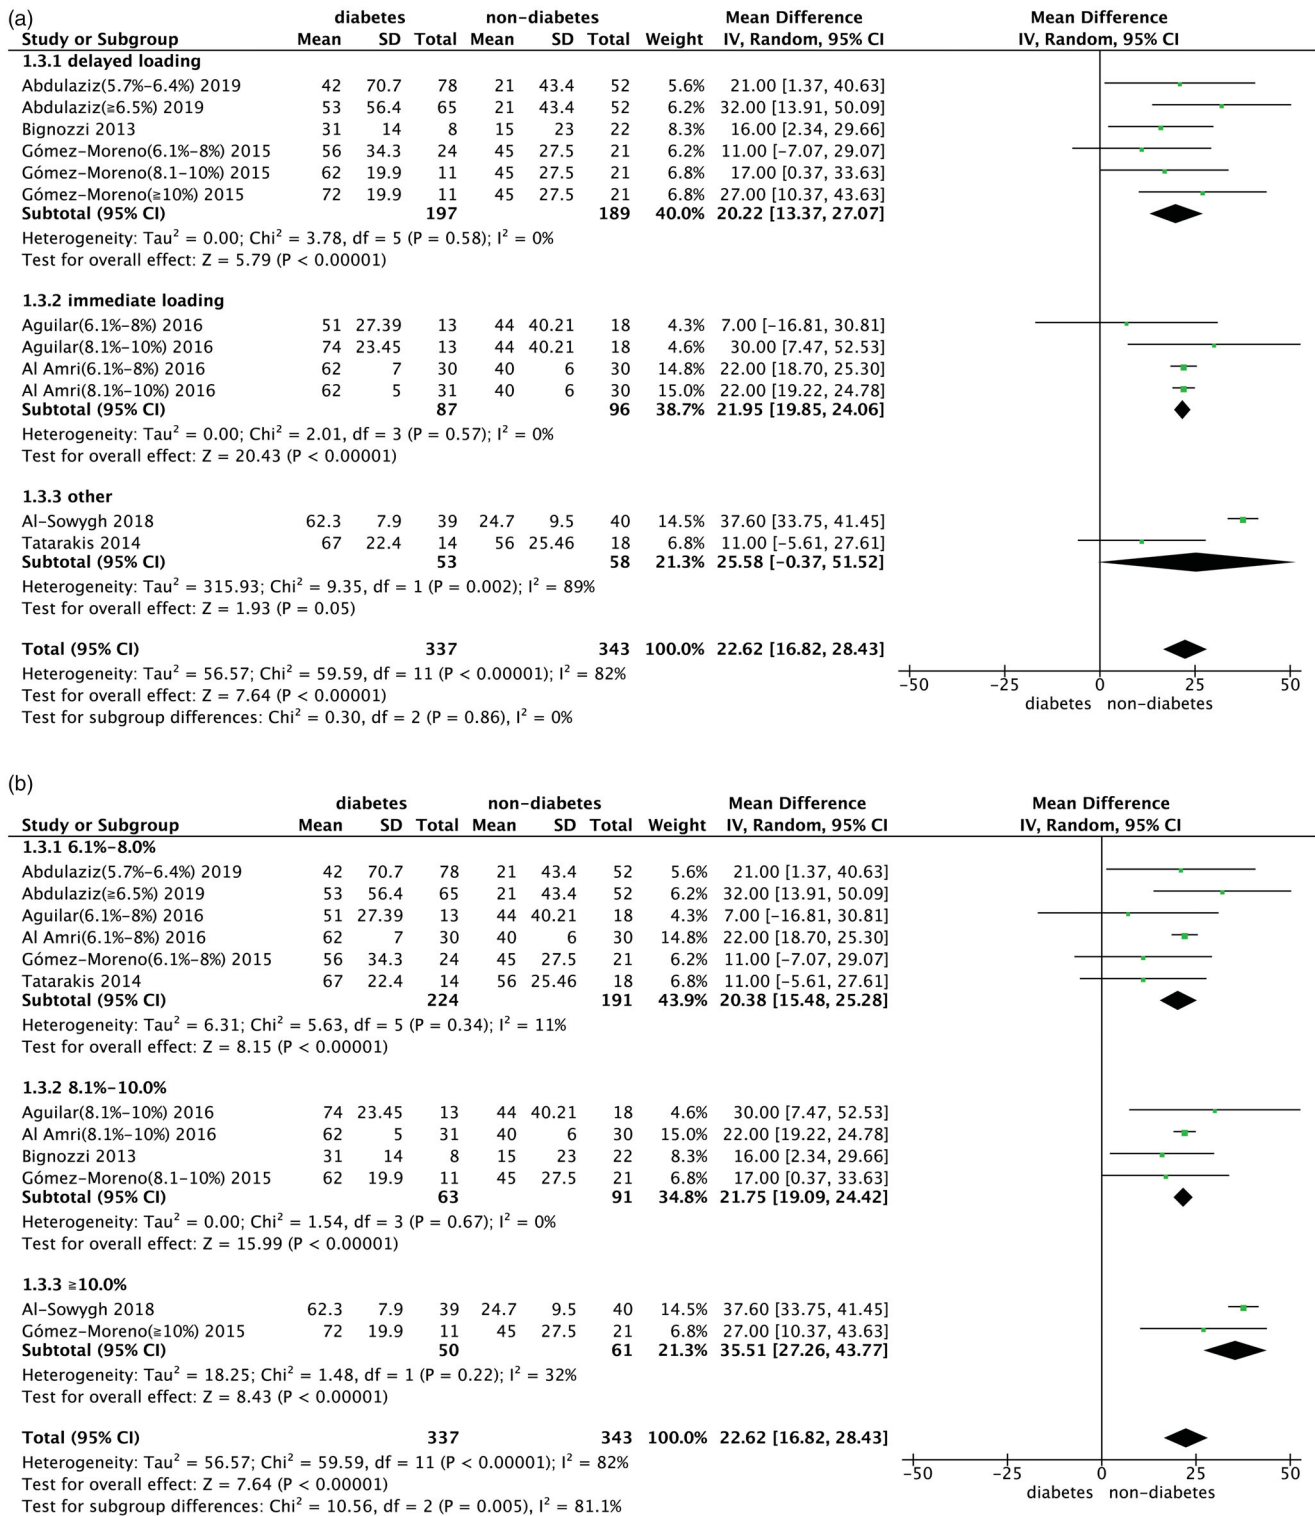 (a)
diabetes non-diabetes Mean Difference Mean Difference
Study or Subgroup Mean SD Total Mean SD Total Weight IV, Random, 95% CI IV, Random, 95% CI
1.3.1 delayed loading
Abdulaziz(5.7%-6.4%) 2019 42 70.7 78 21 43.4 52 5.6% 21.00 [1.37, 40.63]
Abdulaziz(≧6.5%) 2019 53 56.4 65 21 43.4 52 6.2% 32.00 [13.91, 50.09]
Bignozzi 2013 31 14 8 15 23 22 8.3% 16.00 [2.34, 29.66]
Gómez-Moreno(6.1%-8%) 2015 56 34.3 24 45 27.5 21 6.2% 11.00 [-7.07, 29.07]
Gómez-Moreno(8.1-10%) 2015 62 19.9 11 45 27.5 21 6.8% 17.00 [0.37, 33.63]
Gómez-Moreno(≧10%) 2015 72 19.9 11 45 27.5 21 6.8% 27.00 [10.37, 43.63]
Subtotal (95% CI) 197 189 40.0% 20.22 [13.37, 27.07]
Heterogeneity: Tau² = 0.00; Chi² = 3.78, df = 5 (P = 0.58); I² = 0%
Test for overall effect: Z = 5.79 (P < 0.00001)
1.3.2 immediate loading
Aguilar(6.1%-8%) 2016 51 27.39 13 44 40.21 18 4.3% 7.00 [-16.81, 30.81]
Aguilar(8.1%-10%) 2016 74 23.45 13 44 40.21 18 4.6% 30.00 [7.47, 52.53]
Al Amri(6.1%-8%) 2016 62 7 30 40 6 30 14.8% 22.00 [18.70, 25.30]
Al Amri(8.1%-10%) 2016 62 5 31 40 6 30 15.0% 22.00 [19.22, 24.78]
Subtotal (95% CI) 87 96 38.7% 21.95 [19.85, 24.06]
Heterogeneity: Tau² = 0.00; Chi² = 2.01, df = 3 (P = 0.57); I² = 0%
Test for overall effect: Z = 20.43 (P < 0.00001)
1.3.3 other
Al-Sowygh 2018 62.3 7.9 39 24.7 9.5 40 14.5% 37.60 [33.75, 41.45]
Tatarakis 2014 67 22.4 14 56 25.46 18 6.8% 11.00 [-5.61, 27.61]
Subtotal (95% CI) 53 58 21.3% 25.58 [-0.37, 51.52]
Heterogeneity: Tau² = 315.93; Chi² = 9.35, df = 1 (P = 0.002); I² = 89%
Test for overall effect: Z = 1.93 (P = 0.05)
Total (95% CI) 337 343 100.0% 22.62 [16.82, 28.43]
Heterogeneity: Tau² = 56.57; Chi² = 59.59, df = 11 (P < 0.00001); I² = 82%
Test for overall effect: Z = 7.64 (P < 0.00001)
Test for subgroup differences: Chi² = 0.30, df = 2 (P = 0.86), I² = 0%
-50 -25 0 25 50
diabetes non-diabetes
(b)
diabetes non-diabetes Mean Difference Mean Difference
Study or Subgroup Mean SD Total Mean SD Total Weight IV, Random, 95% CI IV, Random, 95% CI
1.3.1 6.1%-8.0%
Abdulaziz(5.7%-6.4%) 2019 42 70.7 78 21 43.4 52 5.6% 21.00 [1.37, 40.63]
Abdulaziz(≧6.5%) 2019 53 56.4 65 21 43.4 52 6.2% 32.00 [13.91, 50.09]
Aguilar(6.1%-8%) 2016 51 27.39 13 44 40.21 18 4.3% 7.00 [-16.81, 30.81]
Al Amri(6.1%-8%) 2016 62 7 30 40 6 30 14.8% 22.00 [18.70, 25.30]
Gómez-Moreno(6.1%-8%) 2015 56 34.3 24 45 27.5 21 6.2% 11.00 [-7.07, 29.07]
Tatarakis 2014 67 22.4 14 56 25.46 18 6.8% 11.00 [-5.61, 27.61]
Subtotal (95% CI) 224 191 43.9% 20.38 [15.48, 25.28]
Heterogeneity: Tau² = 6.31; Chi² = 5.63, df = 5 (P = 0.34); I² = 11%
Test for overall effect: Z = 8.15 (P < 0.00001)
1.3.2 8.1%-10.0%
Aguilar(8.1%-10%) 2016 74 23.45 13 44 40.21 18 4.6% 30.00 [7.47, 52.53]
Al Amri(8.1%-10%) 2016 62 5 31 40 6 30 15.0% 22.00 [19.22, 24.78]
Bignozzi 2013 31 14 8 15 23 22 8.3% 16.00 [2.34, 29.66]
Gómez-Moreno(8.1-10%) 2015 62 19.9 11 45 27.5 21 6.8% 17.00 [0.37, 33.63]
Subtotal (95% CI) 63 91 34.8% 21.75 [19.09, 24.42]
Heterogeneity: Tau² = 0.00; Chi² = 1.54, df = 3 (P = 0.67); I² = 0%
Test for overall effect: Z = 15.99 (P < 0.00001)
1.3.3 ≧10.0%
Al-Sowygh 2018 62.3 7.9 39 24.7 9.5 40 14.5% 37.60 [33.75, 41.45]
Gómez-Moreno(≧10%) 2015 72 19.9 11 45 27.5 21 6.8% 27.00 [10.37, 43.63]
Subtotal (95% CI) 50 61 21.3% 35.51 [27.26, 43.77]
Heterogeneity: Tau² = 18.25; Chi² = 1.48, df = 1 (P = 0.22); I² = 32%
Test for overall effect: Z = 8.43 (P < 0.00001)
Total (95% CI) 337 343 100.0% 22.62 [16.82, 28.43]
Heterogeneity: Tau² = 56.57; Chi² = 59.59, df = 11 (P < 0.00001); I² = 82%
Test for overall effect: Z = 7.64 (P < 0.00001)
Test for subgroup differences: Chi² = 10.56, df = 2 (P = 0.005), I² = 81.1%
-50 -25 0 25 50
diabetes non-diabetes